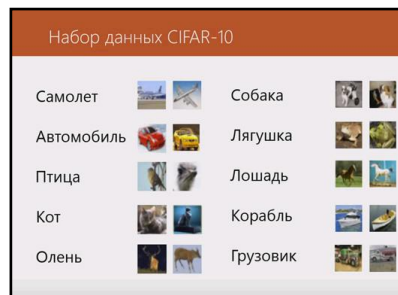 Набор данных CIFAR-10
Самолет
Автомобиль
Птица
Кот
Олень
Собака
Лягушка
Лошадь
Корабль
Грузовик